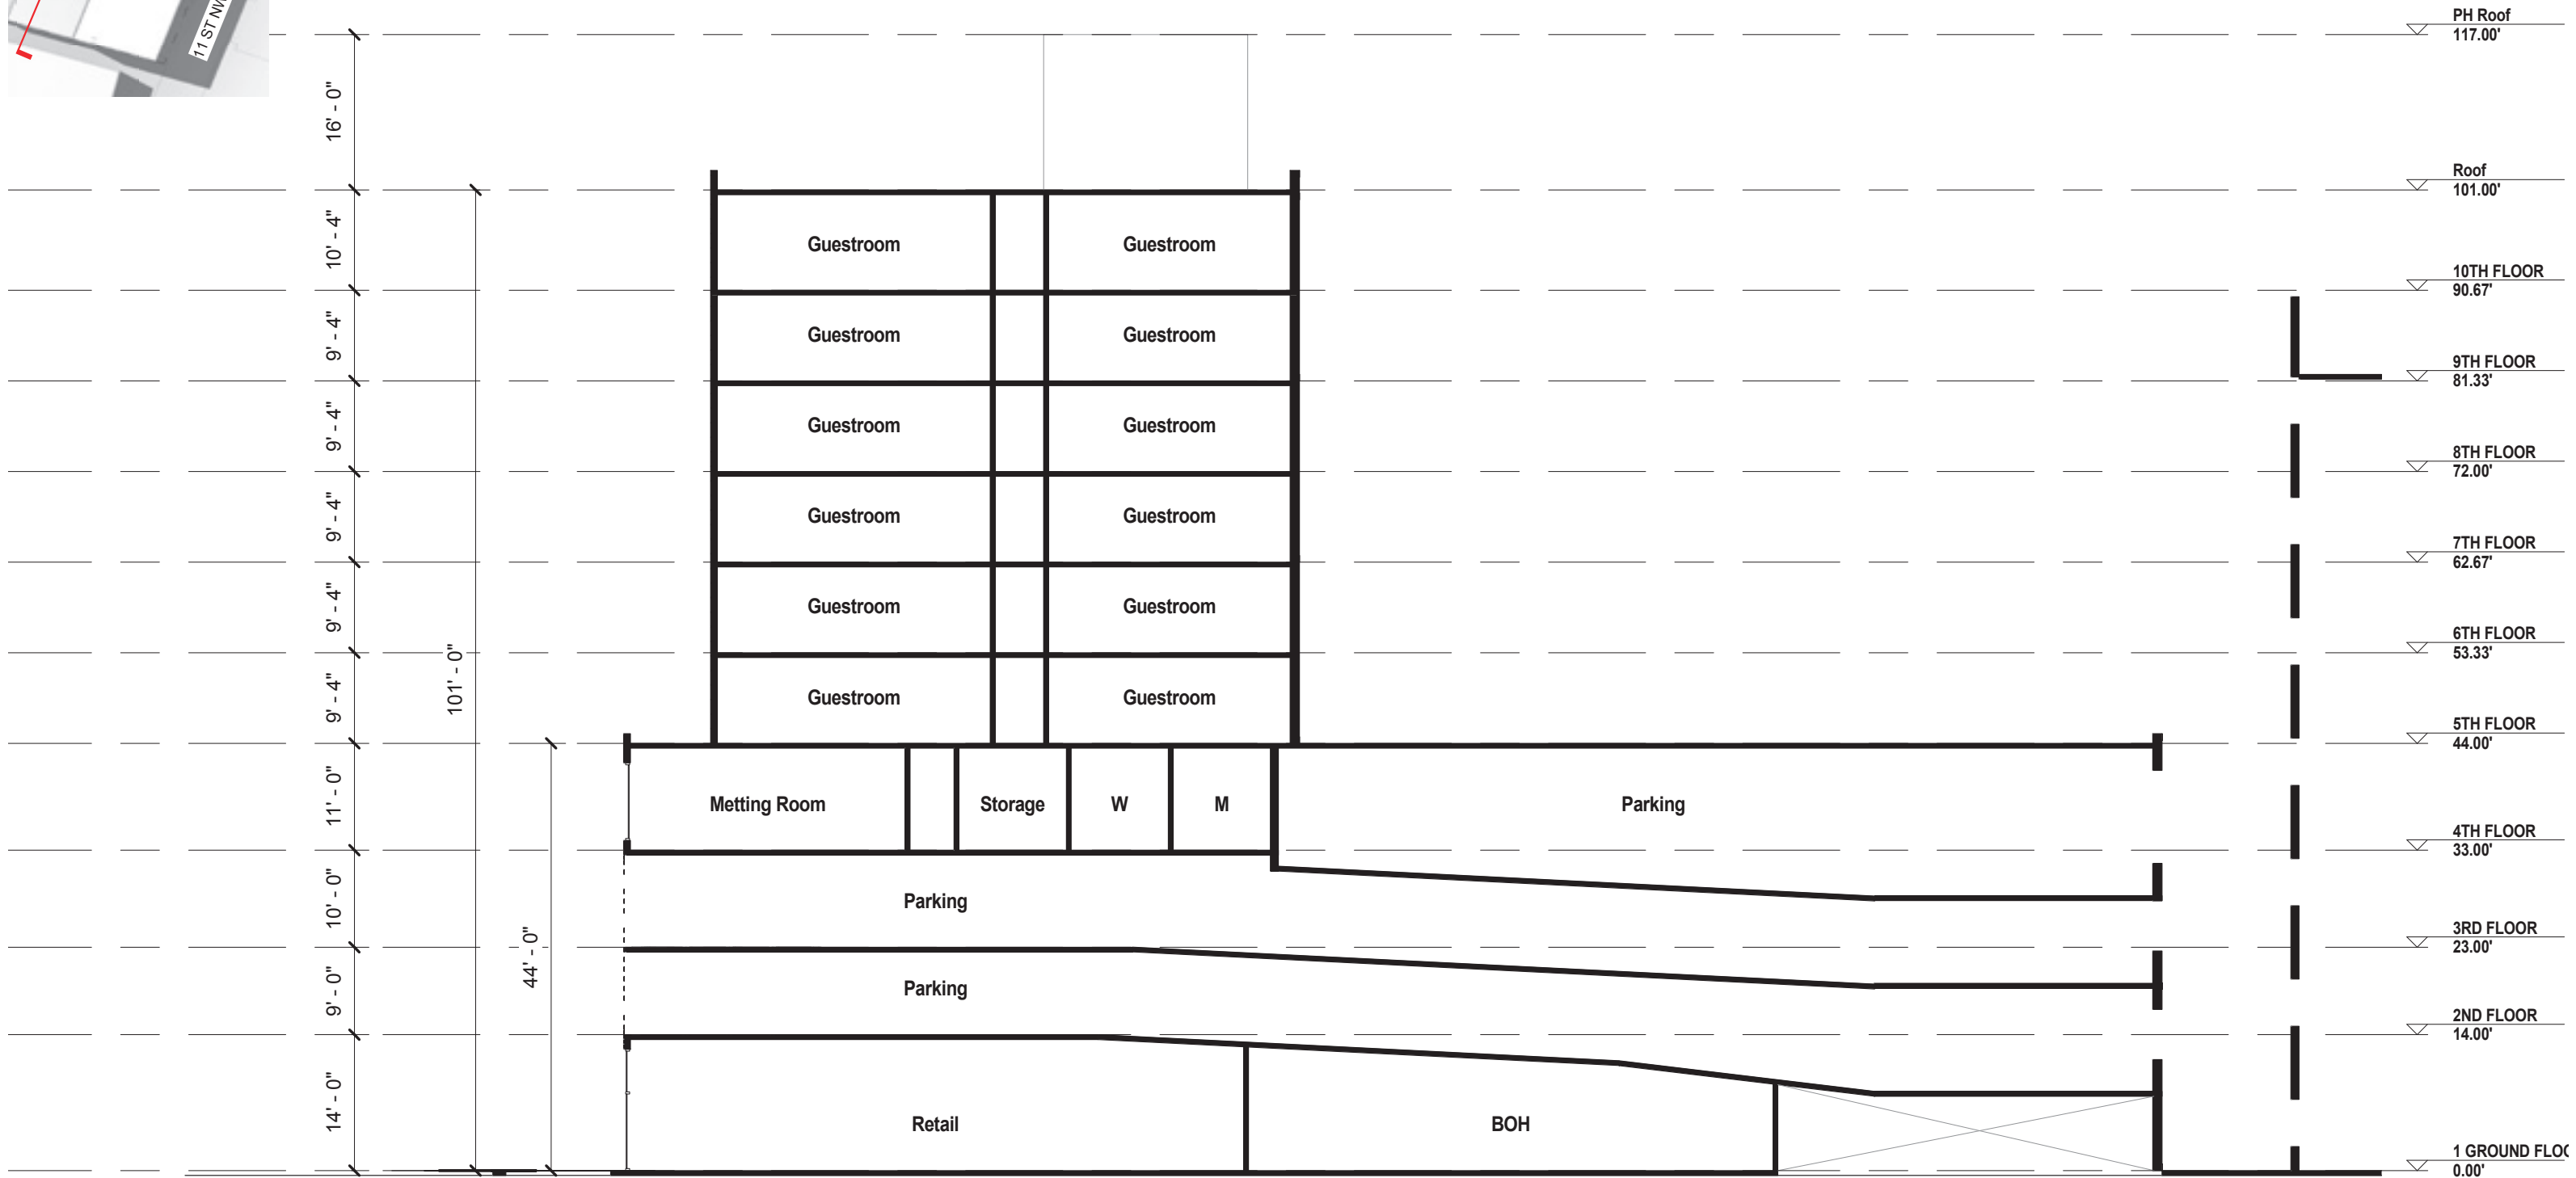 11 ST NW
PH Roof
117.00'
16' - 0"
Roof
101.00'
10' - 4"
Guestroom Guestroom
10TH FLOOR
90.67'
9' - 4"
Guestroom Guestroom
9TH FLOOR
81.33'
9' - 4"
Guestroom Guestroom
8TH FLOOR
72.00'
9' - 4"
Guestroom Guestroom
7TH FLOOR
62.67'
9' - 4"
Guestroom Guestroom
6TH FLOOR
53.33'
101' - 0"
9' - 4"
Guestroom Guestroom
5TH FLOOR
44.00'
11' - 0"
Metting Room Storage W M Parking
4TH FLOOR
33.00'
10' - 0"
Parking
3RD FLOOR
23.00'
44' - 0"
9' - 0"
Parking
2ND FLOOR
14.00'
14' - 0"
Retail BOH
1 GROUND FLOO
0.00'